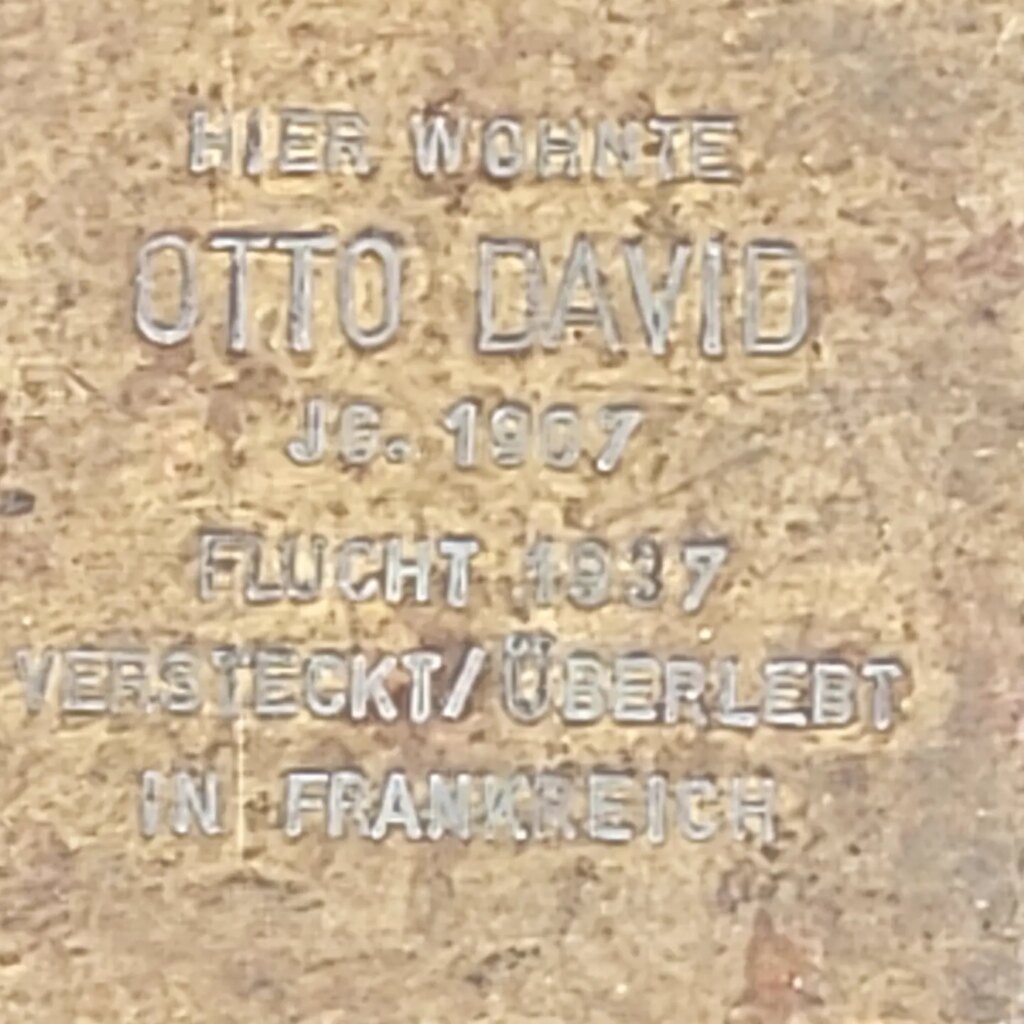 HIER WOHNTE
OTTO DAVID
JG. 1907
FLUCHT 1937
VERSTECKT/ÜBERLEBT
IN FRANKREICH